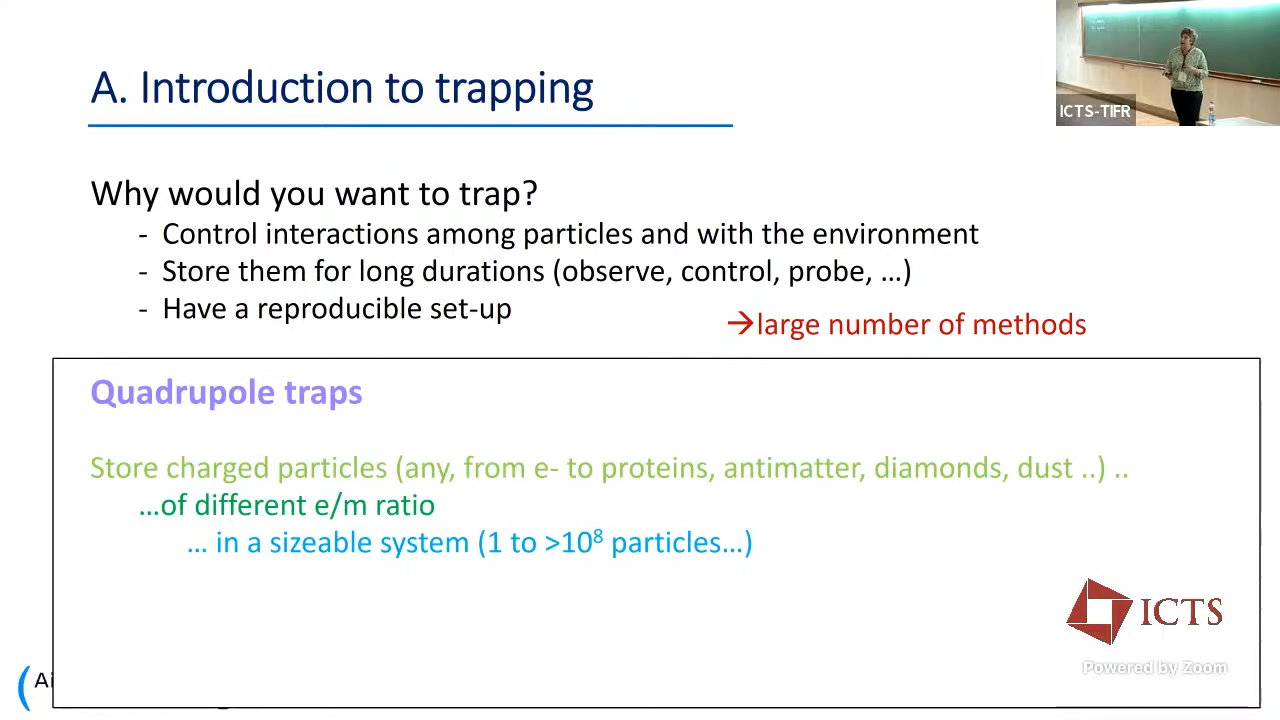 A. Introduction to trapping
ICTS-TIFR
Why would you want to trap?
- Control interactions among particles and with the environment
- Store them for long durations (observe, control, probe, …)
- Have a reproducible set-up
→large number of methods
Quadrupole traps
Store charged particles (any, from e- to proteins, antimatter, diamonds, dust ..) ..
…of different e/m ratio
… in a sizeable system (1 to >10⁸ particles…)
ICTS
Powered by Zoom